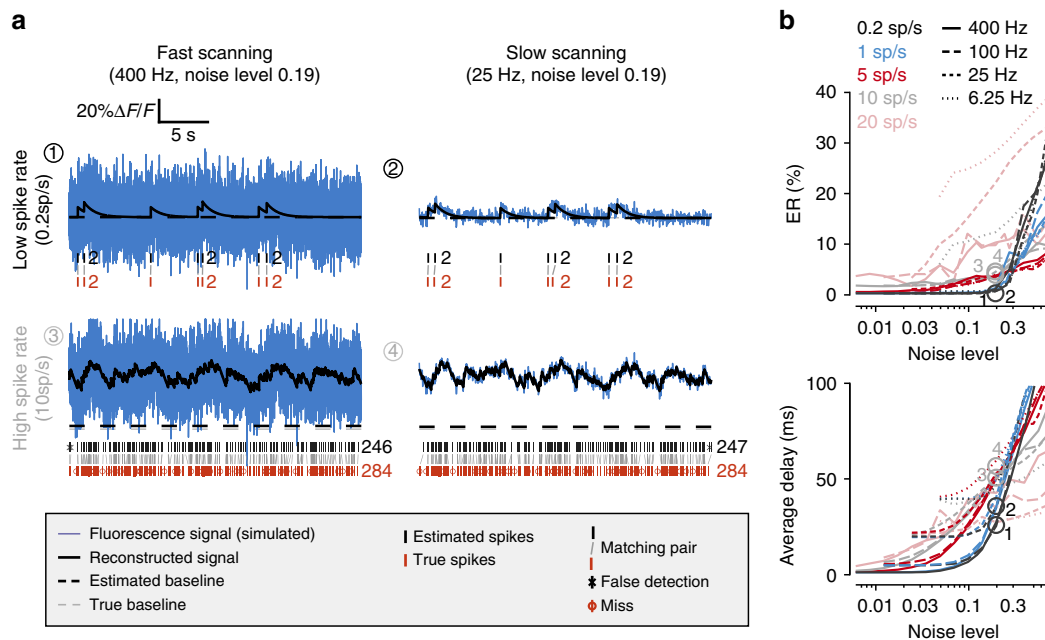 a
Fast scanning
(400 Hz, noise level 0.19)
Slow scanning
(25 Hz, noise level 0.19)
20%ΔF/F
5 s
Low spike rate
(0.2sp/s)
1
2
2
2
2
2
2
2
2
2
2
2
2
2
High spike rate
(10sp/s)
3
4
246
284
247
284
Fluorescence signal (simulated)
Reconstructed signal
Estimated baseline
True baseline
Estimated spikes
True spikes
Matching pair
False detection
Miss
b
0.2 sp/s
1 sp/s
5 sp/s
10 sp/s
20 sp/s
400 Hz
100 Hz
25 Hz
6.25 Hz
ER (%)
40
30
20
10
0
3
4
1
2
0.01
0.03
0.1
0.3
Noise level
Average delay (ms)
100
50
0
4
3
2
1
0.01
0.03
0.1
0.3
Noise level